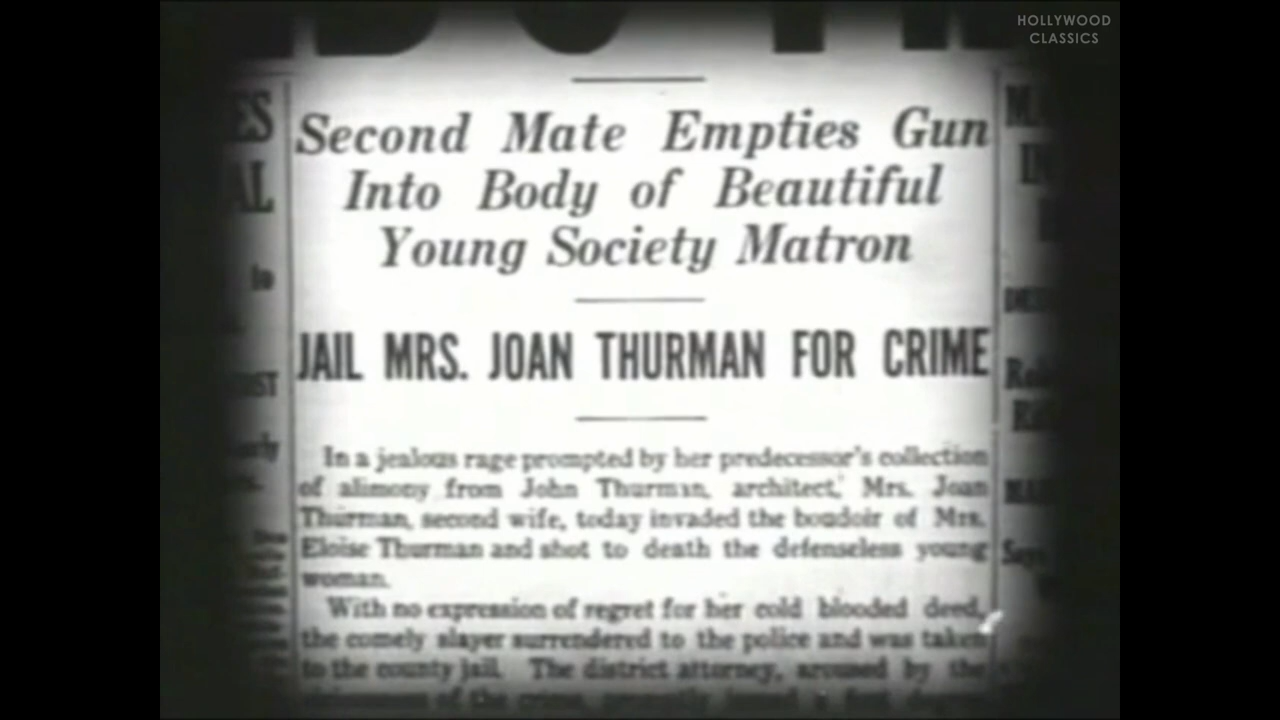 HOLLYWOOD
CLASSICS
Second Mate Empties Gun
Into Body of Beautiful
Young Society Matron
JAIL MRS. JOAN THURMAN FOR CRIME
In a jealous rage prompted by her predecessor's collection
of alimony from John Thurman, architect, Mrs. Joan
Thurman, second wife, today invaded the boudoir of Mrs.
Eloise Thurman and shot to death the defenseless young
woman.
With no expression of regret for her cold blooded deed,
the comely slayer surrendered to the police and was taken
to the county jail. The district attorney, aroused by the
of the